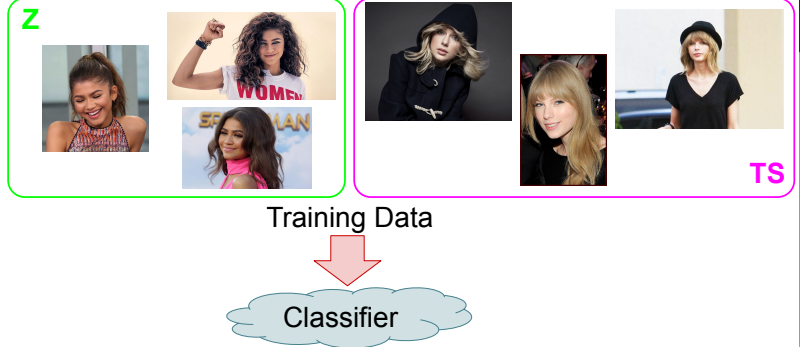 Z
WOMEN
SPIDER-MAN
TS
Training Data
Classifier